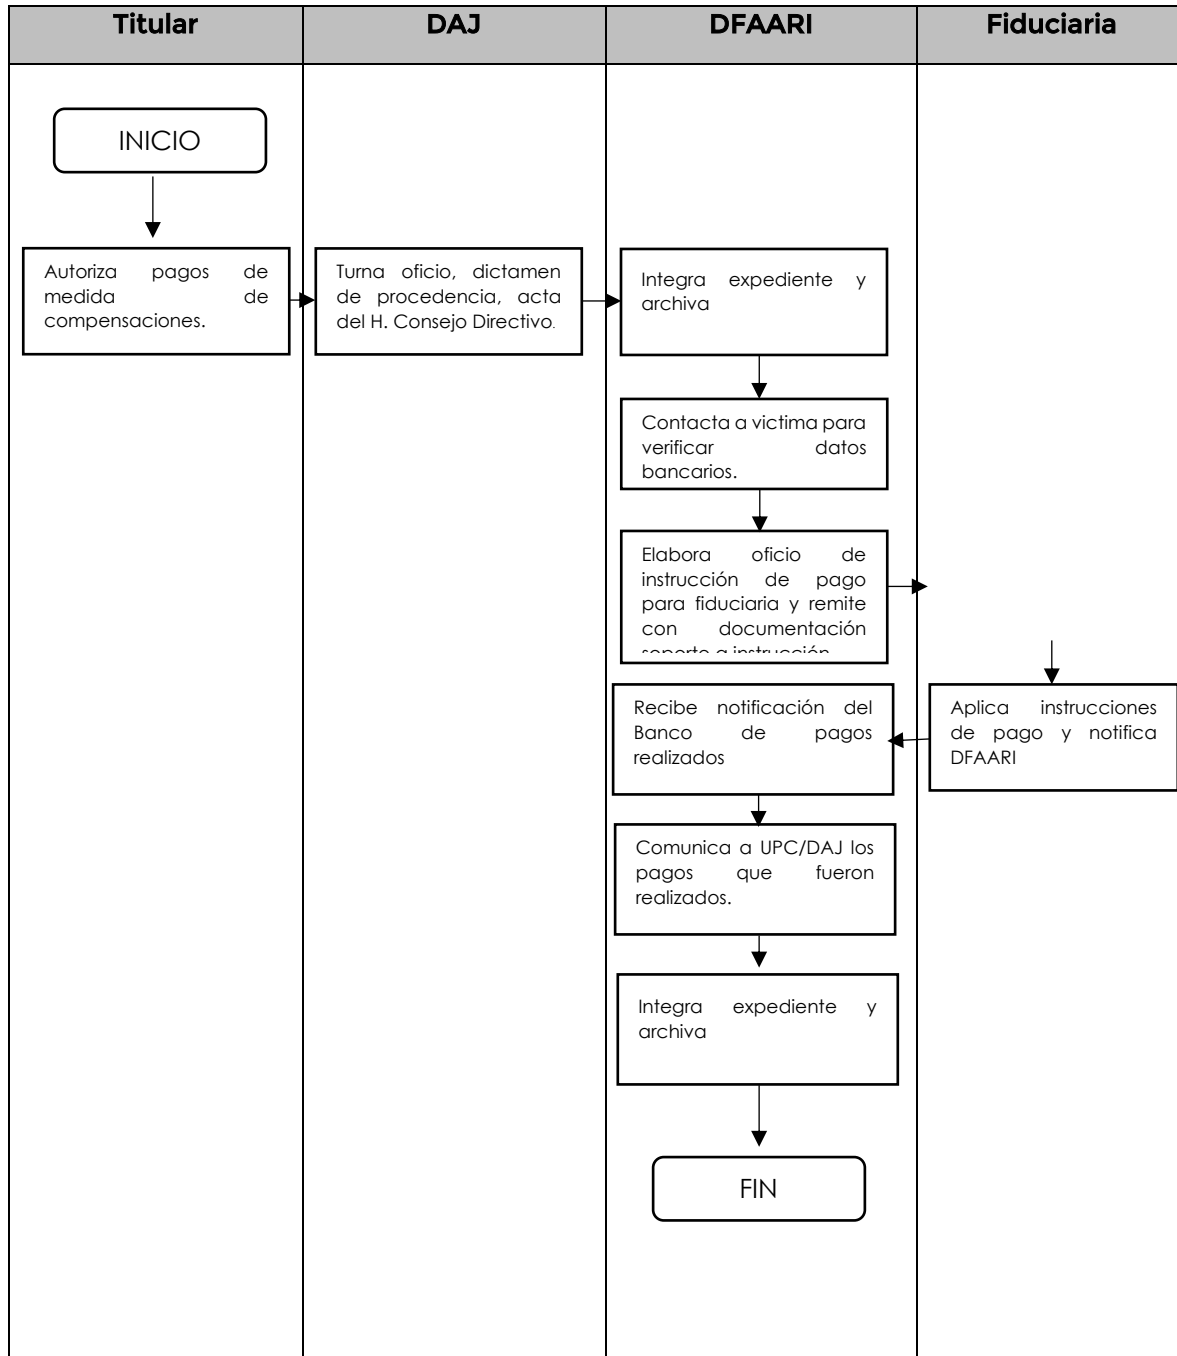 Titular
DAJ
DFAARI
Fiduciaria
INICIO
Autoriza pagos de
medida de
compensaciones.
Turna oficio, dictamen
de procedencia, acta
del H. Consejo Directivo.
Integra expediente y
archiva
Contacta a victima para
verificar datos
bancarios.
Elabora oficio de
instrucción de pago
para fiduciaria y remite
con documentación
soporte a instrucción
Aplica instrucciones
de pago y notifica
DFAARI
Recibe notificación del
Banco de pagos
realizados
Comunica a UPC/DAJ los
pagos que fueron
realizados.
Integra expediente y
archiva
FIN